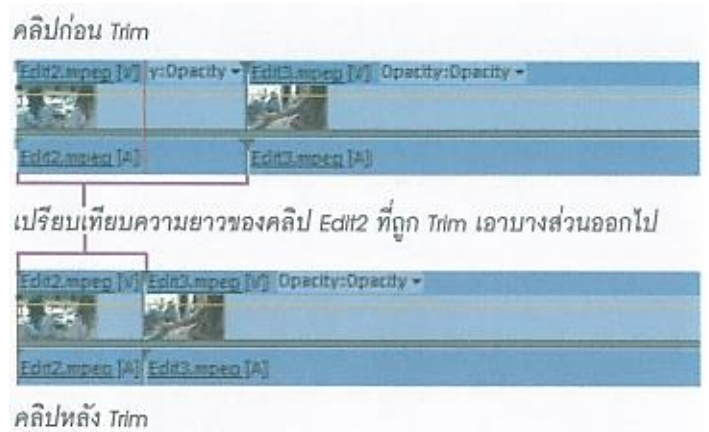 คลิปก่อน Trim
Edit2.mpeg [V] y:Opacity Edit3.mpeg [V] Opacity:Opacity
Edit2.mpeg [A] Edit3.mpeg [A]
เปรียบเทียบความยาวของคลิป Edit2 ที่ถูก Trim เอาบางส่วนออกไป
Edit2.mpeg [V] Edit3.mpeg [V] Opacity:Opacity
Edit2.mpeg [A] Edit3.mpeg [A]
คลิปหลัง Trim